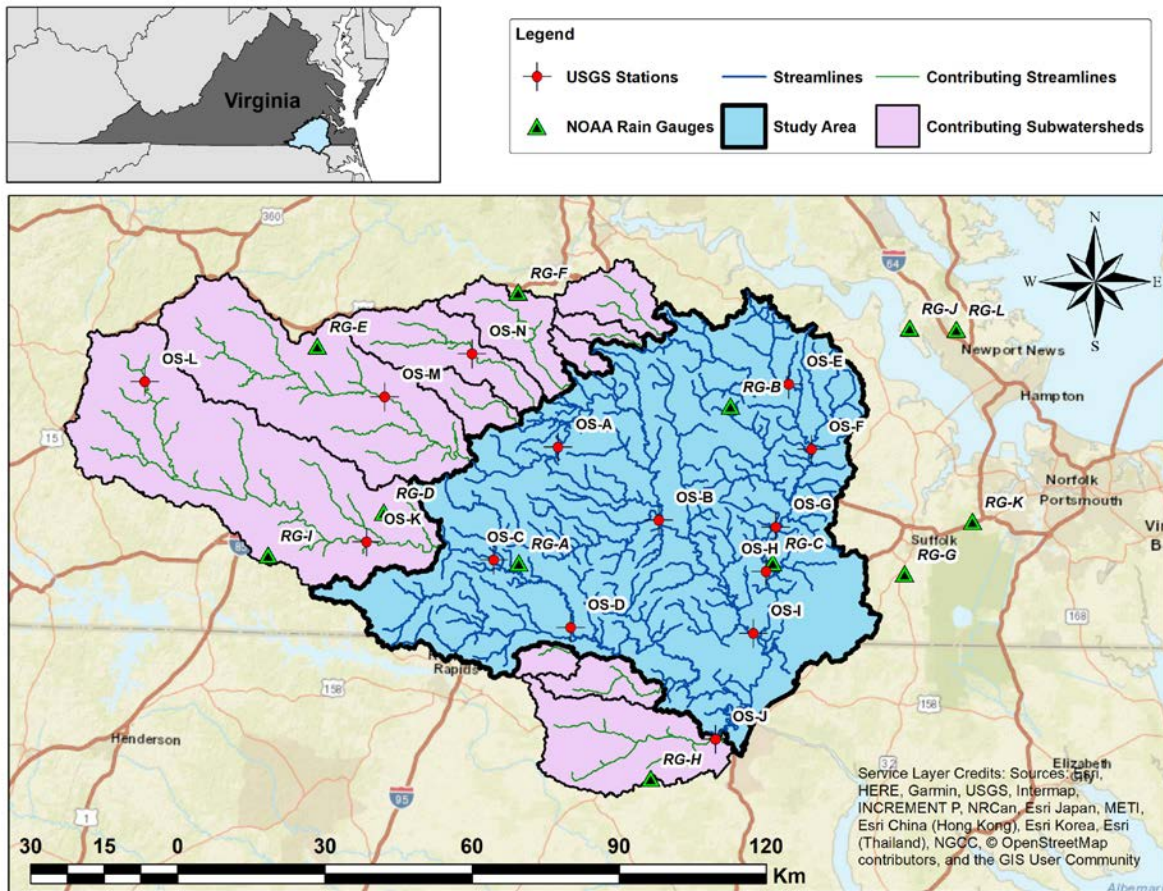 Virginia
Legend
USGS Stations
Streamlines
Contributing Streamlines
NOAA Rain Gauges
Study Area
Contributing Subwatersheds
360
64
N
W
E
S
RG-F
RG-J
RG-L
RG-E
OS-N
Newport News
OS-L
OS-M
OS-E
RG-B
Hampton
15
OS-A
OS-F
RG-D
OS-B
Norfolk
OS-K
OS-G
RG-K
Portsmouth
RG-I
OS-C
RG-A
OS-H
RG-C
Suffolk
RG-G
OS-D
OS-I
168
Rapids
158
158
OS-J
Henderson
RG-H
32
Elizabeth
City
95
1
Service Layer Credits: Sources: Esri,
HERE, Garmin, USGS, Intermap,
INCREMENT P, NRCan, Esri Japan, METI,
Esri China (Hong Kong), Esri Korea, Esri
(Thailand), NGCC, © OpenStreetMap
contributors, and the GIS User Community
30 15 0 30 60 90 120
Km